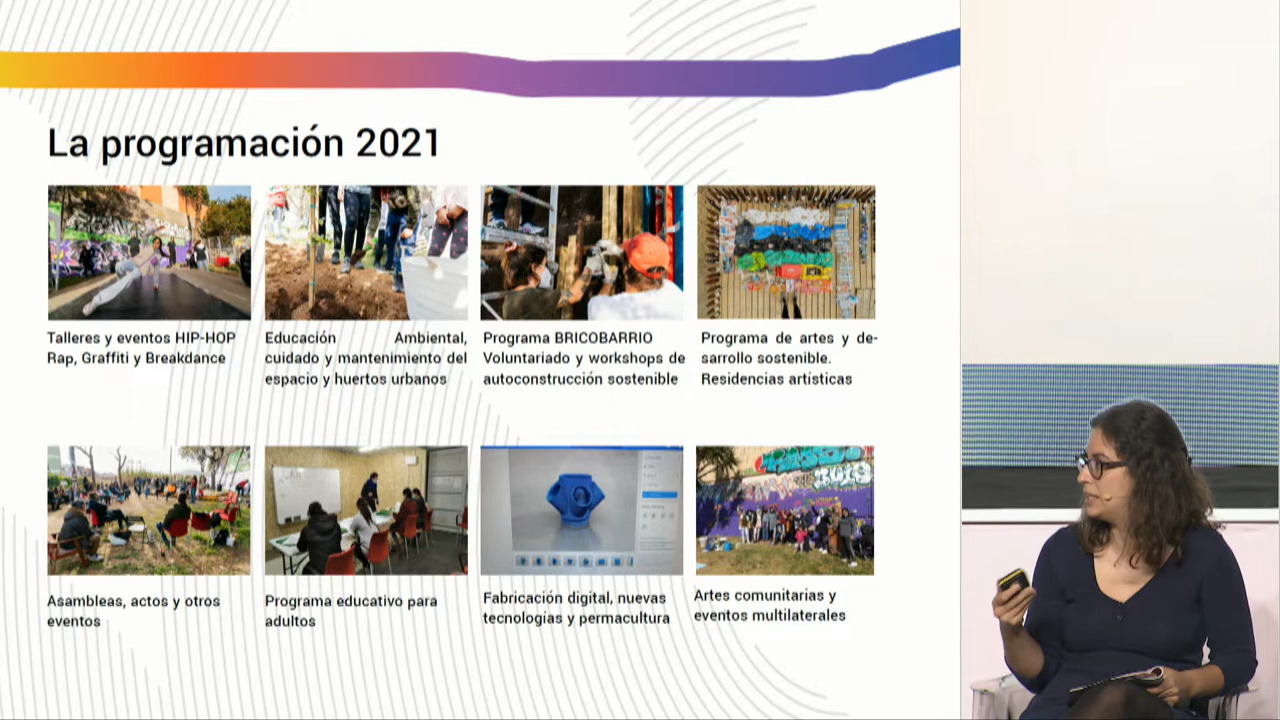 La programación 2021
Talleres y eventos HIP-HOP
Rap, Graffiti y Breakdance
Educación Ambiental,
cuidado y mantenimiento del
espacio y huertos urbanos
Programa BRICOBARRIO
Voluntariado y workshops de
autoconstrucción sostenible
Programa de artes y de-
sarrollo sostenible.
Residencias artisticas
Asambleas, actos y otros
eventos
Programa educativo para
adultos
Fabricación digital, nuevas
tecnologías y permacultura
Artes comunitarias y
eventos multilaterales